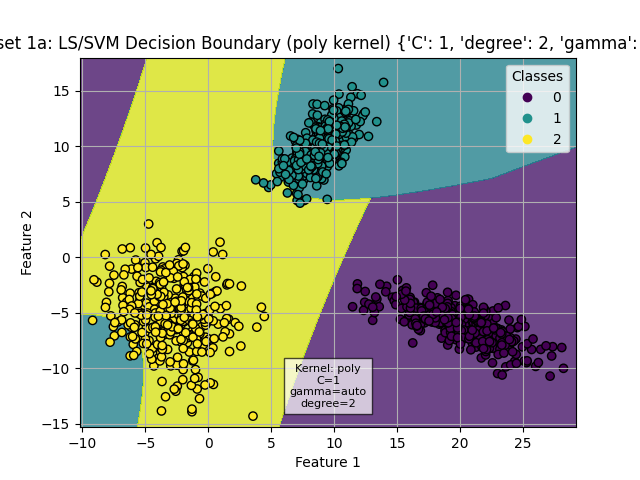 set 1a: LS/SVM Decision Boundary (poly kernel) {'C': 1, 'degree': 2, 'gamma':
Classes
0
1
2
15
10
5
0
−5
−10
−15
Feature 2
Kernel: poly
C=1
gamma=auto
degree=2
−10 −5 0 5 10 15 20 25
Feature 1